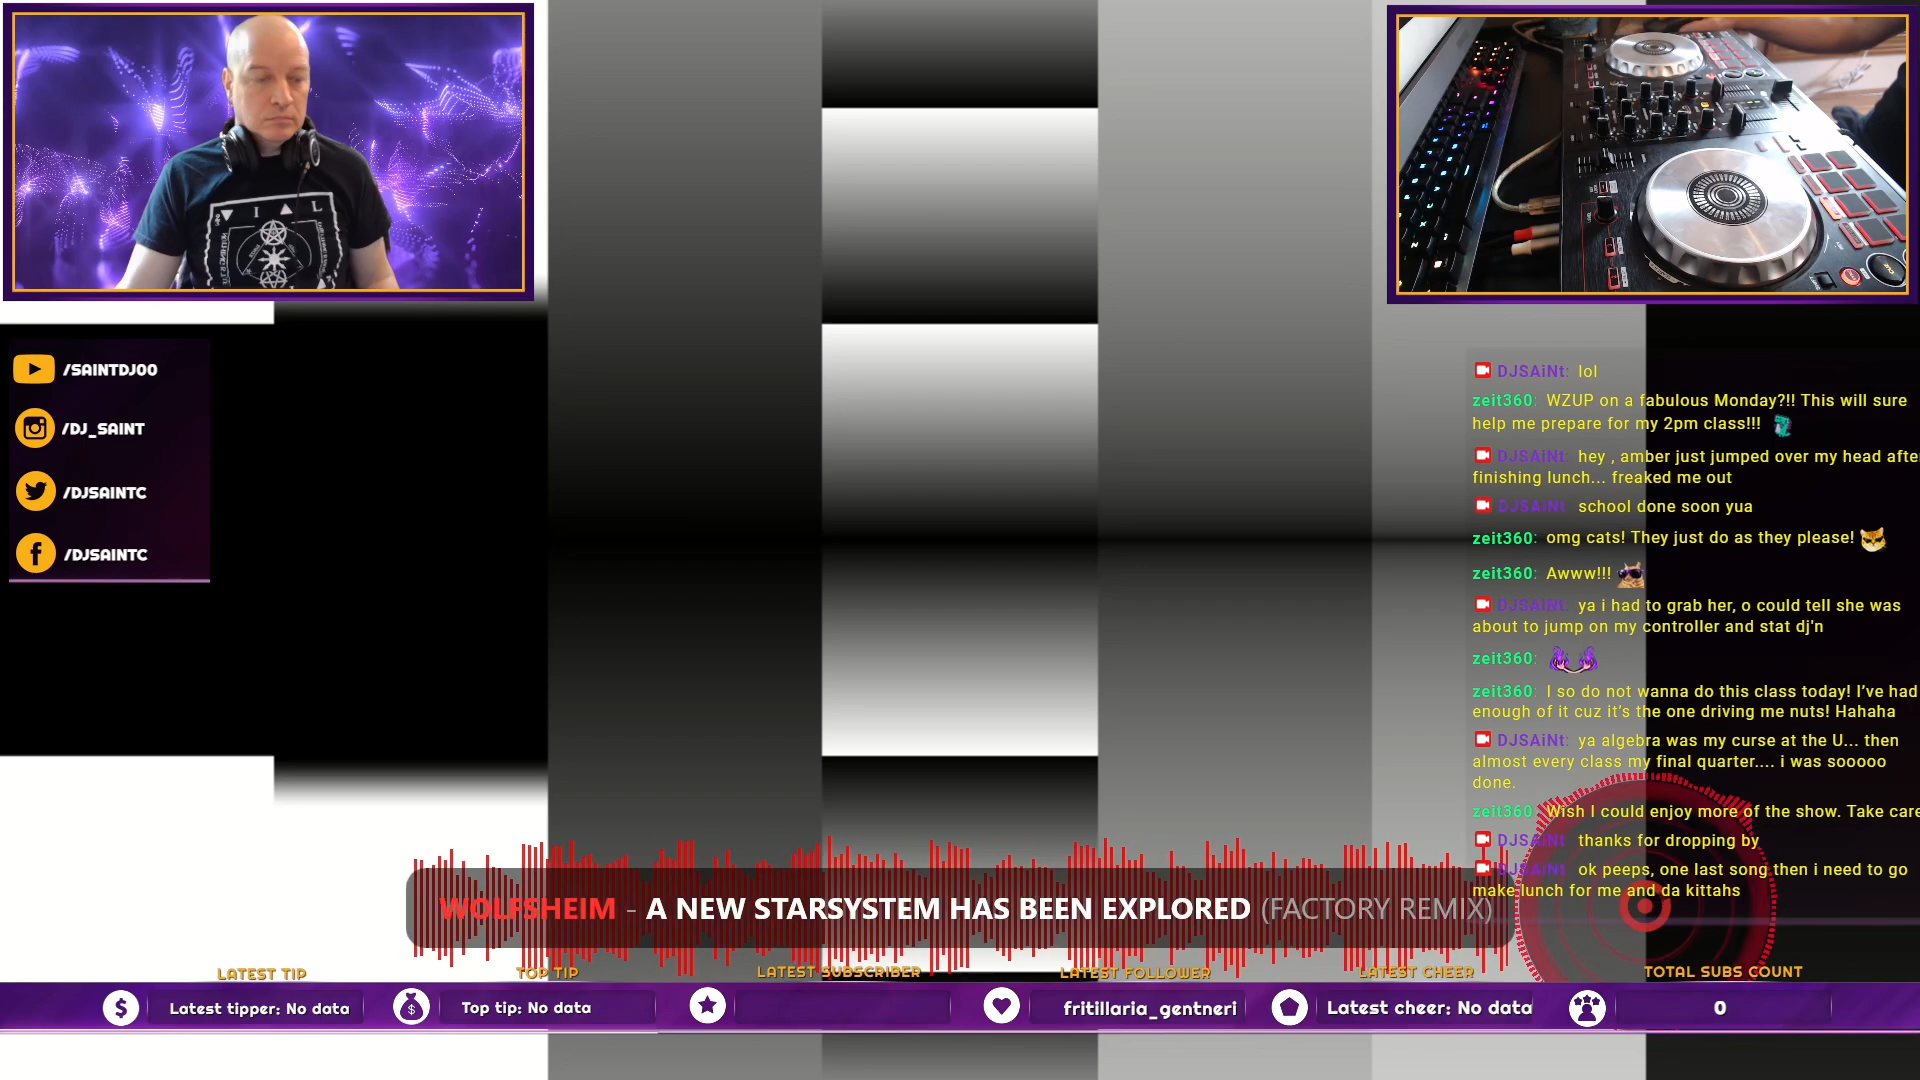 VIAL
/SAINTDJ00
/DJ_SAINT
/DJSAINTC
/DJSAINTC
DJSAiNt: lol
zeit360: WZUP on a fabulous Monday?!! This will sure
help me prepare for my 2pm class!!!
DJSAiNt: hey , amber just jumped over my head after
finishing lunch... freaked me out
DJSAiNt: school done soon yua
zeit360: omg cats! They just do as they please!
zeit360: Awww!!!
DJSAiNt: ya i had to grab her, o could tell she was
about to jump on my controller and stat dj'n
zeit360:
zeit360: I so do not wanna do this class today! I've had
enough of it cuz it's the one driving me nuts! Hahaha
DJSAiNt: ya algebra was my curse at the U... then
almost every class my final quarter.... i was sooooo
done.
zeit360: Wish I could enjoy more of the show. Take care
DJSAiNt: thanks for dropping by
DJSAiNt: ok peeps, one last song then i need to go
make lunch for me and da kittahs
WOLFSHEIM - A NEW STARSYSTEM HAS BEEN EXPLORED (FACTORY REMIX)
LATEST TIP TOP TIP LATEST SUBSCRIBER LATEST FOLLOWER LATEST CHEER TOTAL SUBS COUNT
Latest tipper: No data Top tip: No data fritillaria_gentneri Latest cheer: No data 0